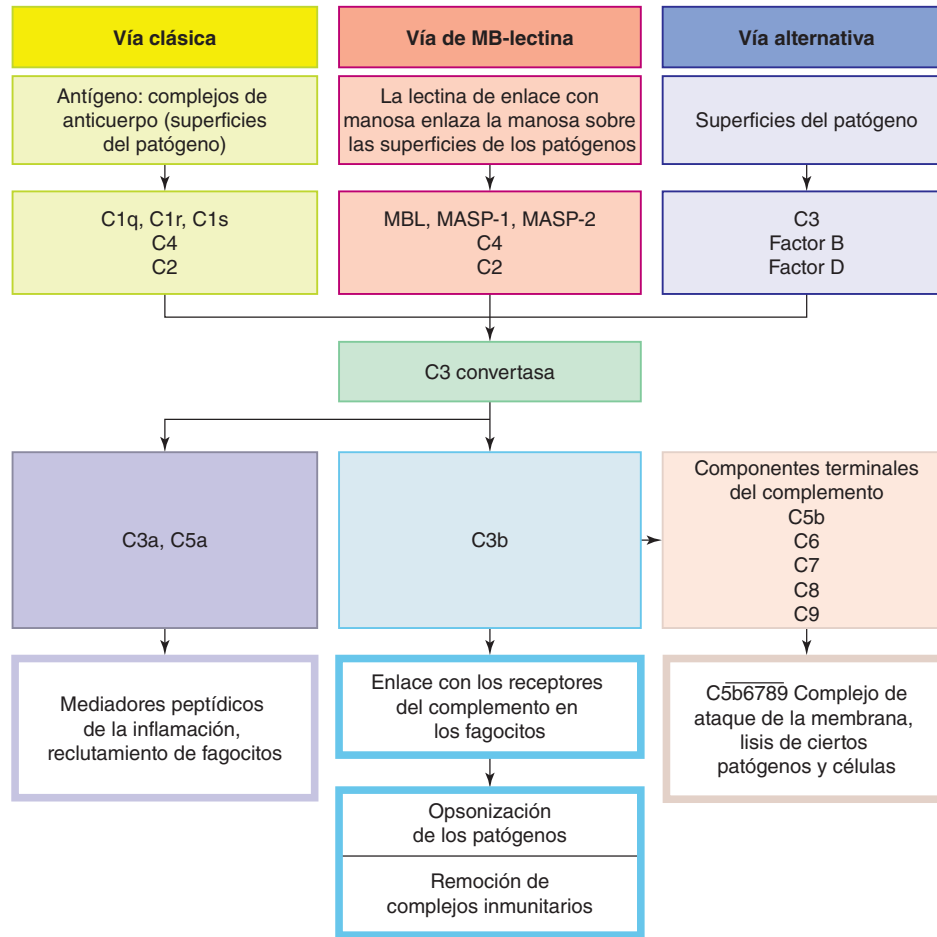 Vía clásica
Vía de MB-lectina
Vía alternativa
Antígeno: complejos de
anticuerpo (superficies
del patógeno)
La lectina de enlace con
manosa enlaza la manosa sobre
las superficies de los patógenos
Superficies del patógeno
C1q, C1r, C1s
C4
C2
MBL, MASP-1, MASP-2
C4
C2
C3
Factor B
Factor D
C3 convertasa
C3a, C5a
C3b
Componentes terminales
del complemento
C5b
C6
C7
C8
C9
Mediadores peptídicos
de la inflamación,
reclutamiento de fagocitos
Enlace con los receptores
del complemento en
los fagocitos
C5b6789 Complejo de
ataque de la membrana,
lisis de ciertos
patógenos y células
Opsonización
de los patógenos
Remoción de
complejos inmunitarios